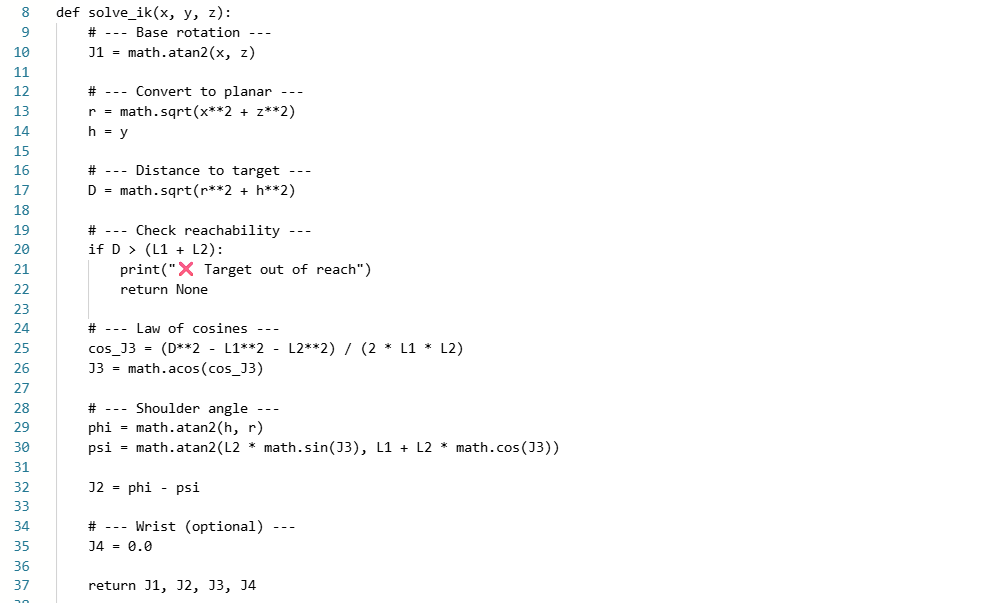 8 def solve_ik(x, y, z):
9 # --- Base rotation ---
10 J1 = math.atan2(x, z)
11
12 # --- Convert to planar ---
13 r = math.sqrt(x**2 + z**2)
14 h = y
15
16 # --- Distance to target ---
17 D = math.sqrt(r**2 + h**2)
18
19 # --- Check reachability ---
20 if D > (L1 + L2):
21 print("❌ Target out of reach")
22 return None
23
24 # --- Law of cosines ---
25 cos_J3 = (D**2 - L1**2 - L2**2) / (2 * L1 * L2)
26 J3 = math.acos(cos_J3)
27
28 # --- Shoulder angle ---
29 phi = math.atan2(h, r)
30 psi = math.atan2(L2 * math.sin(J3), L1 + L2 * math.cos(J3))
31
32 J2 = phi - psi
33
34 # --- Wrist (optional) ---
35 J4 = 0.0
36
37 return J1, J2, J3, J4